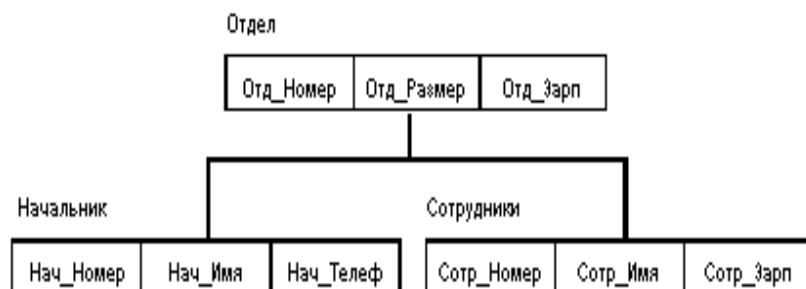 Отдел
Отд_Номер Отд_Размер Отд_Зарп
Начальник Сотрудники
Нач_Номер Нач_Имя Нач_Телеф Сотр_Номер Сотр_Имя Сотр_Зарп